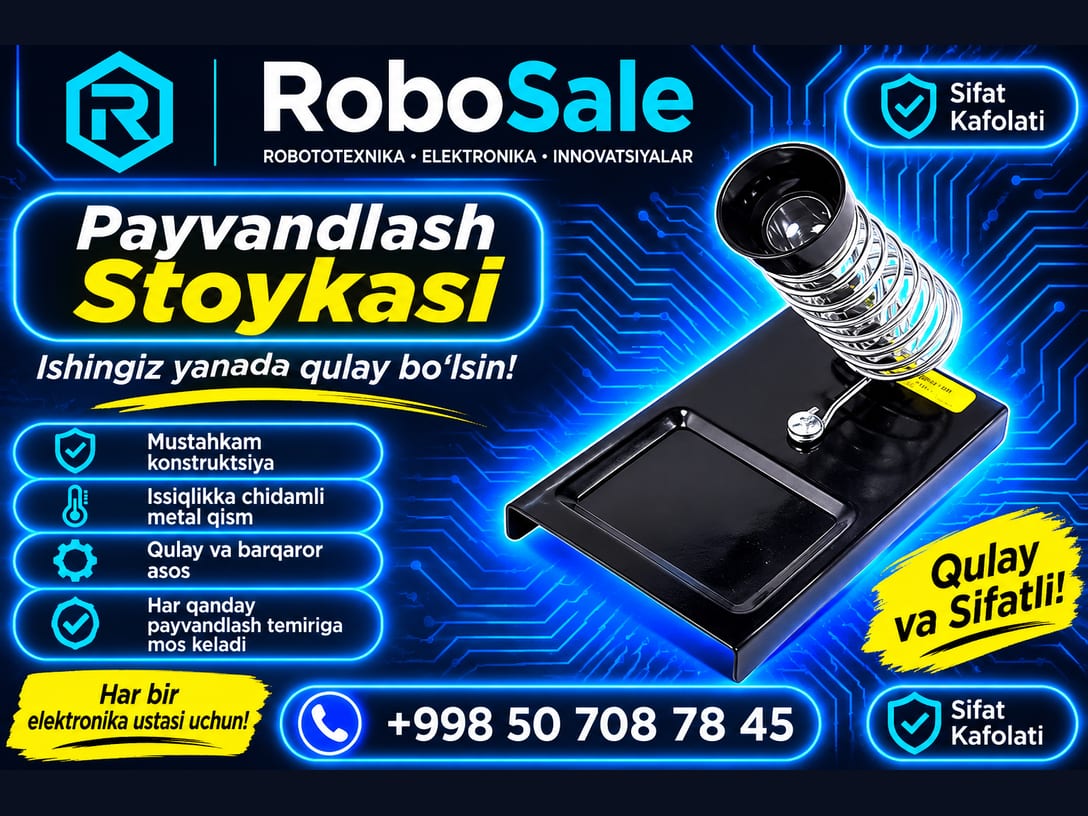 RoboSale
ROBOTOTEXNIKA • ELEKTRONIKA • INNOVATSIYALAR
Sifat
Kafolati
Payvandlash
Stoykasi
Ishingiz yanada qulay bo‘lsin!
Mustahkam
konstruktsiya
Issiqlikka chidamli
metal qism
Qulay va barqaror
asos
Har qanday
payvandlash temiriga
mos keladi
Qulay
va Sifatli!
Har bir
elektronika ustasi uchun!
+998 50 708 78 45
Sifat
Kafolati